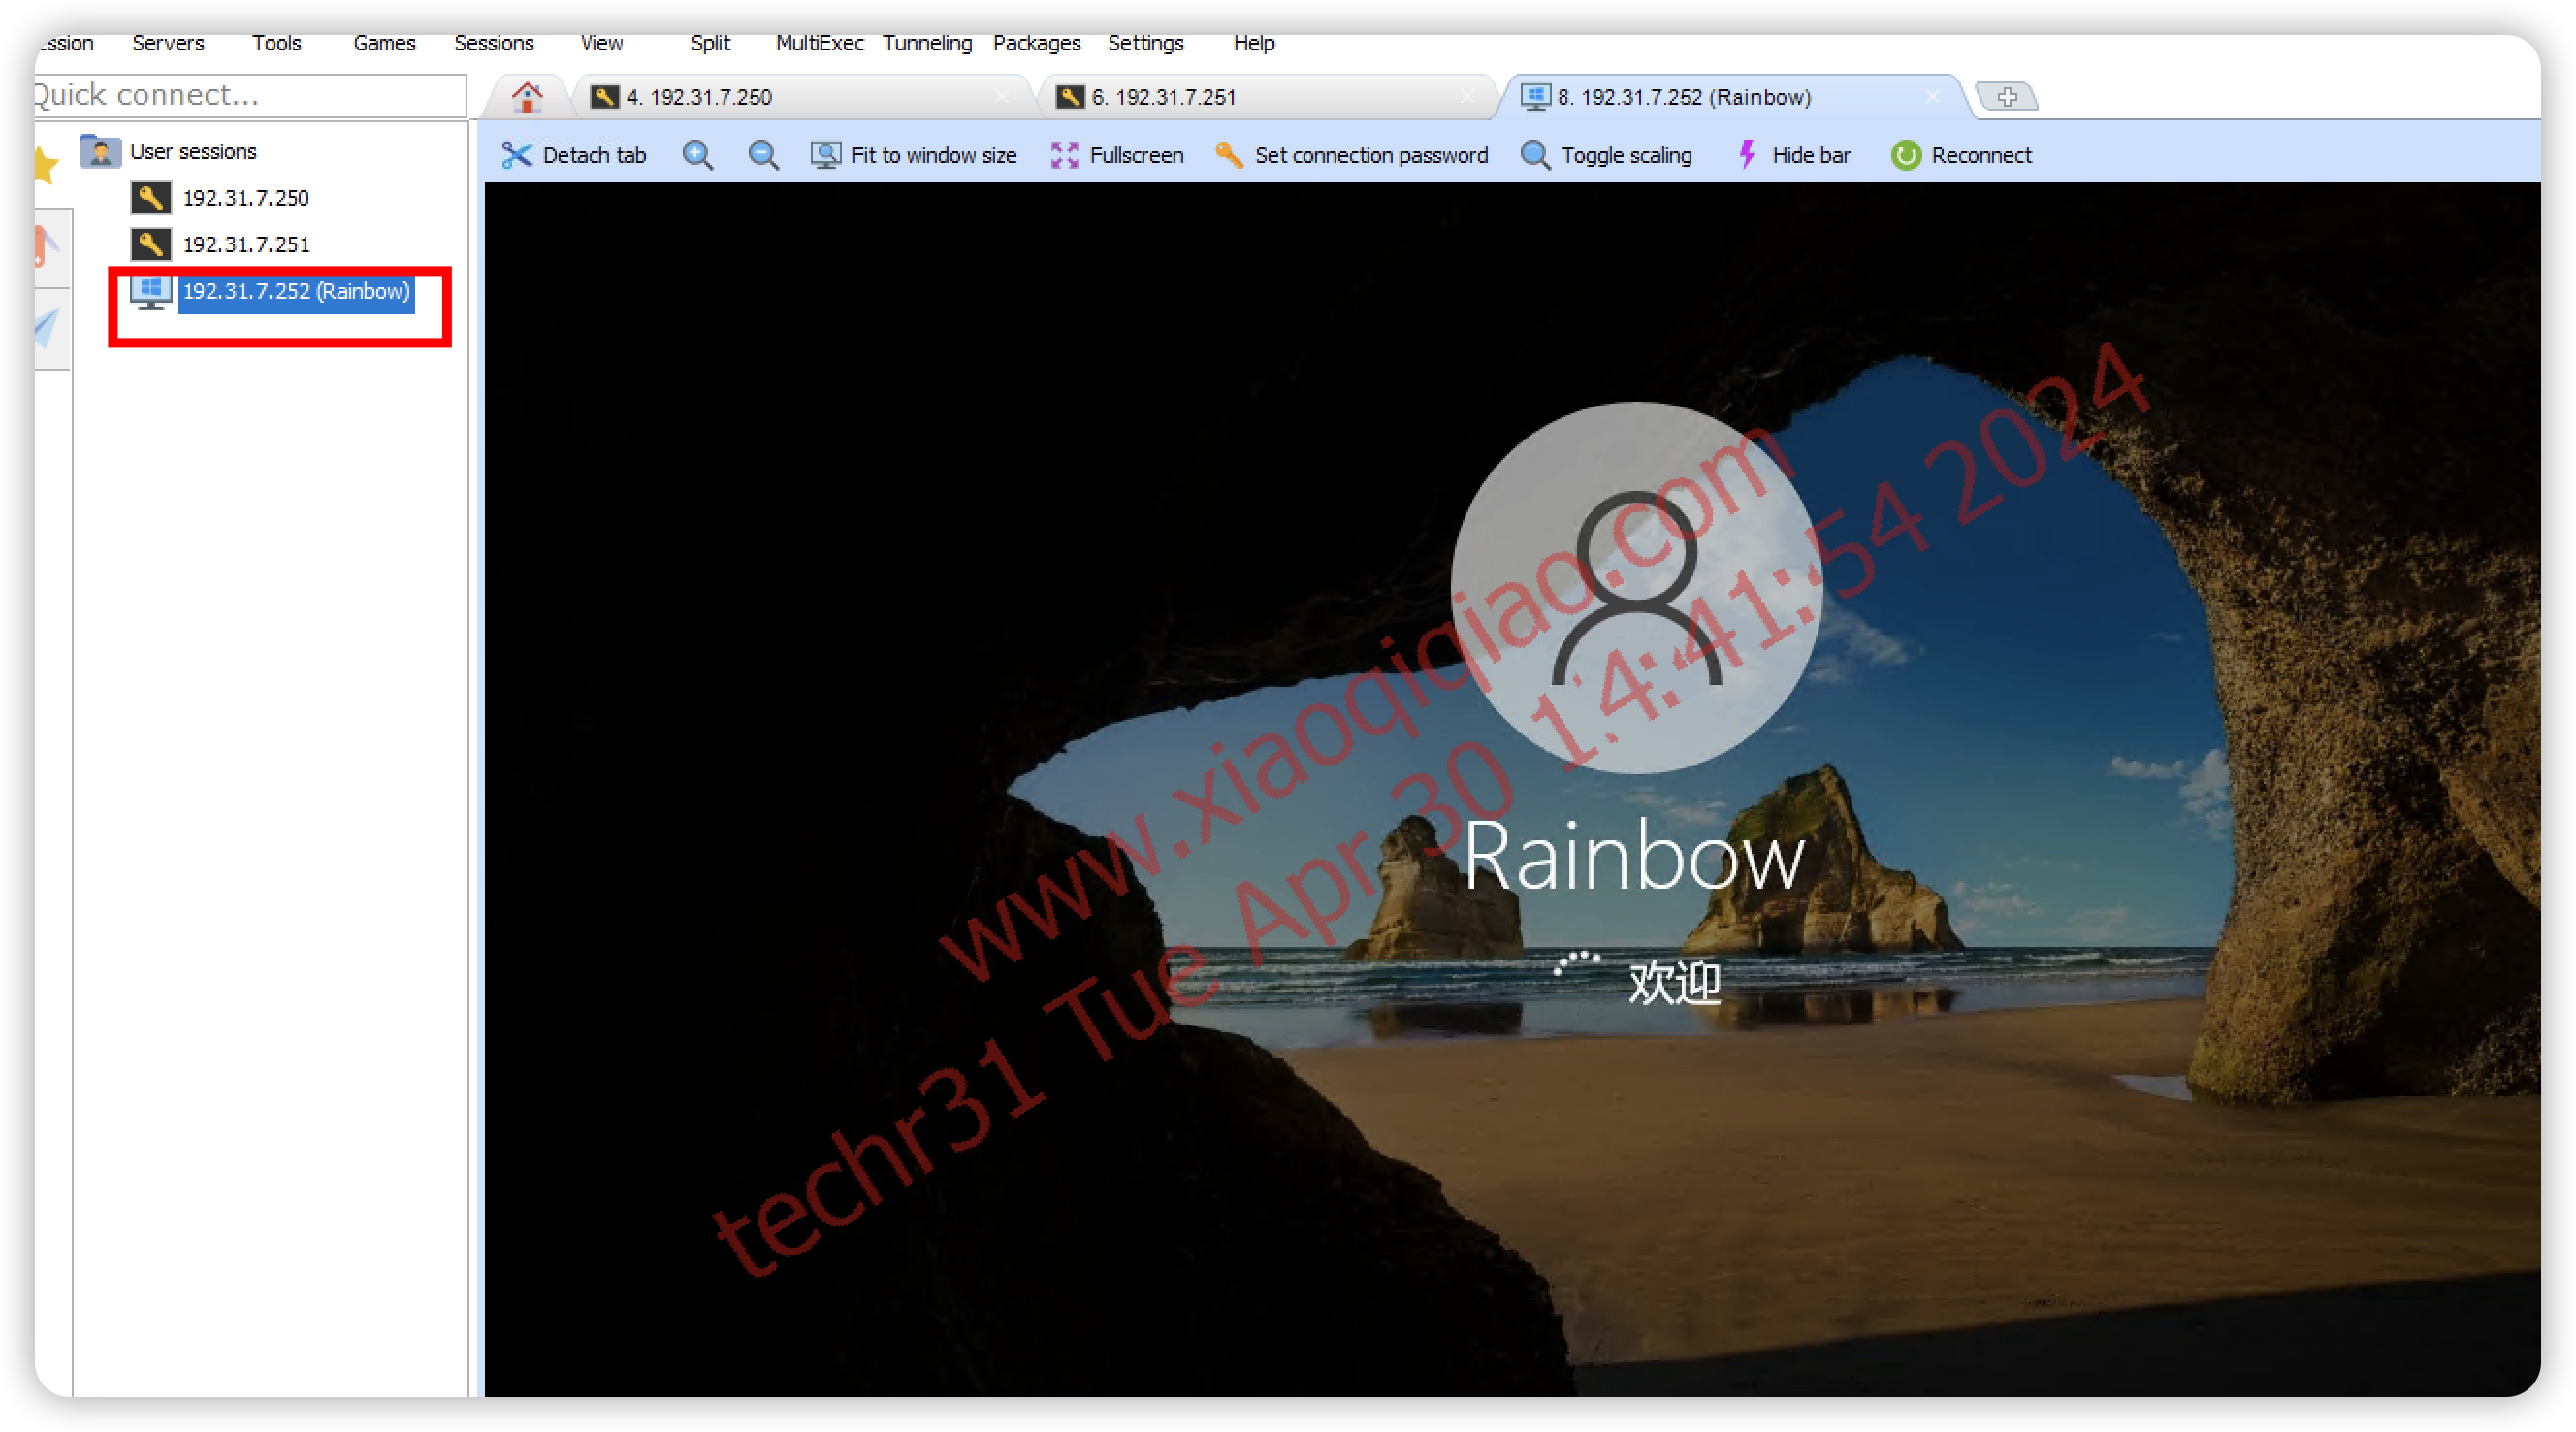 ession Servers Tools Games Sessions View Split MultiExec Tunneling Packages Settings Help
Quick connect...
4. 192.31.7.250
6. 192.31.7.251
8. 192.31.7.252 (Rainbow)
User sessions
192.31.7.250
192.31.7.251
192.31.7.252 (Rainbow)
Detach tab Fit to window size Fullscreen Set connection password Toggle scaling Hide bar Reconnect
www.xiaoqiqiao.com
techr31 Tue Apr 30 14:41:54 2024
Rainbow
欢迎